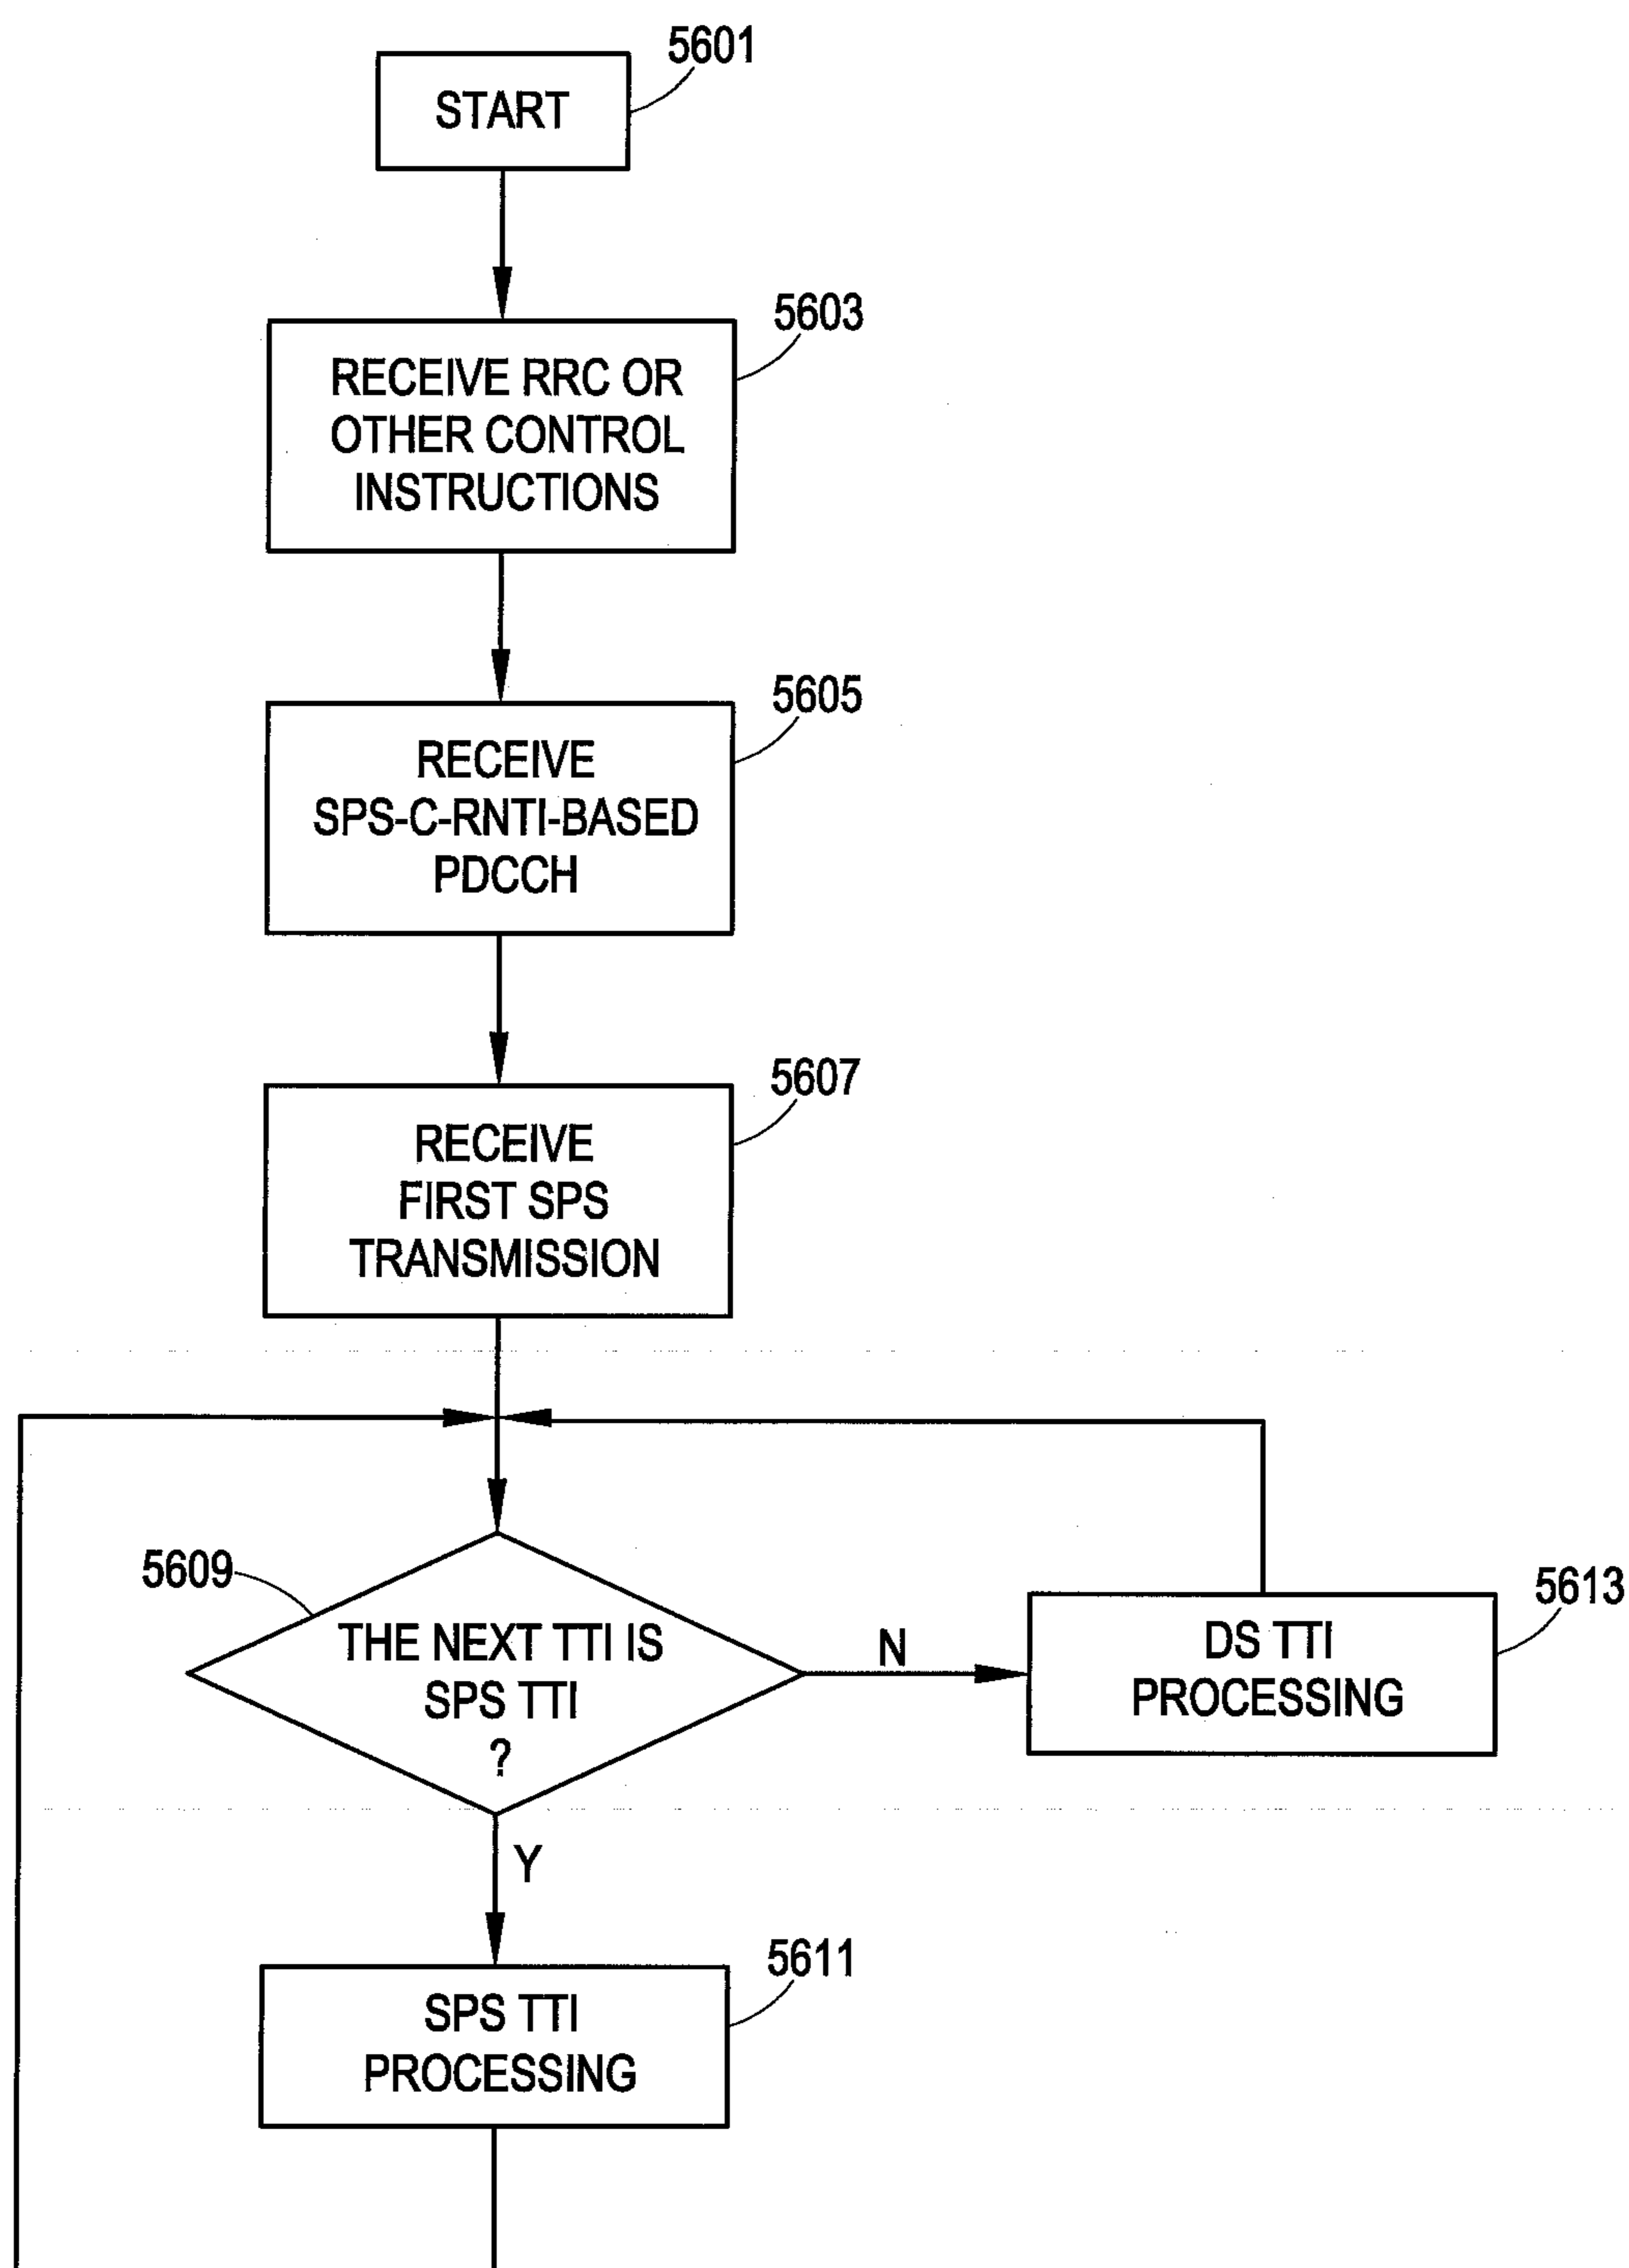 5601
START
5603
RECEIVE RRC OR
OTHER CONTROL
INSTRUCTIONS
5605
RECEIVE
SPS-C-RNTI-BASED
PDCCH
5607
RECEIVE
FIRST SPS
TRANSMISSION
5609
THE NEXT TTI IS
SPS TTI
?
N
5613
DS TTI
PROCESSING
Y
5611
SPS TTI
PROCESSING